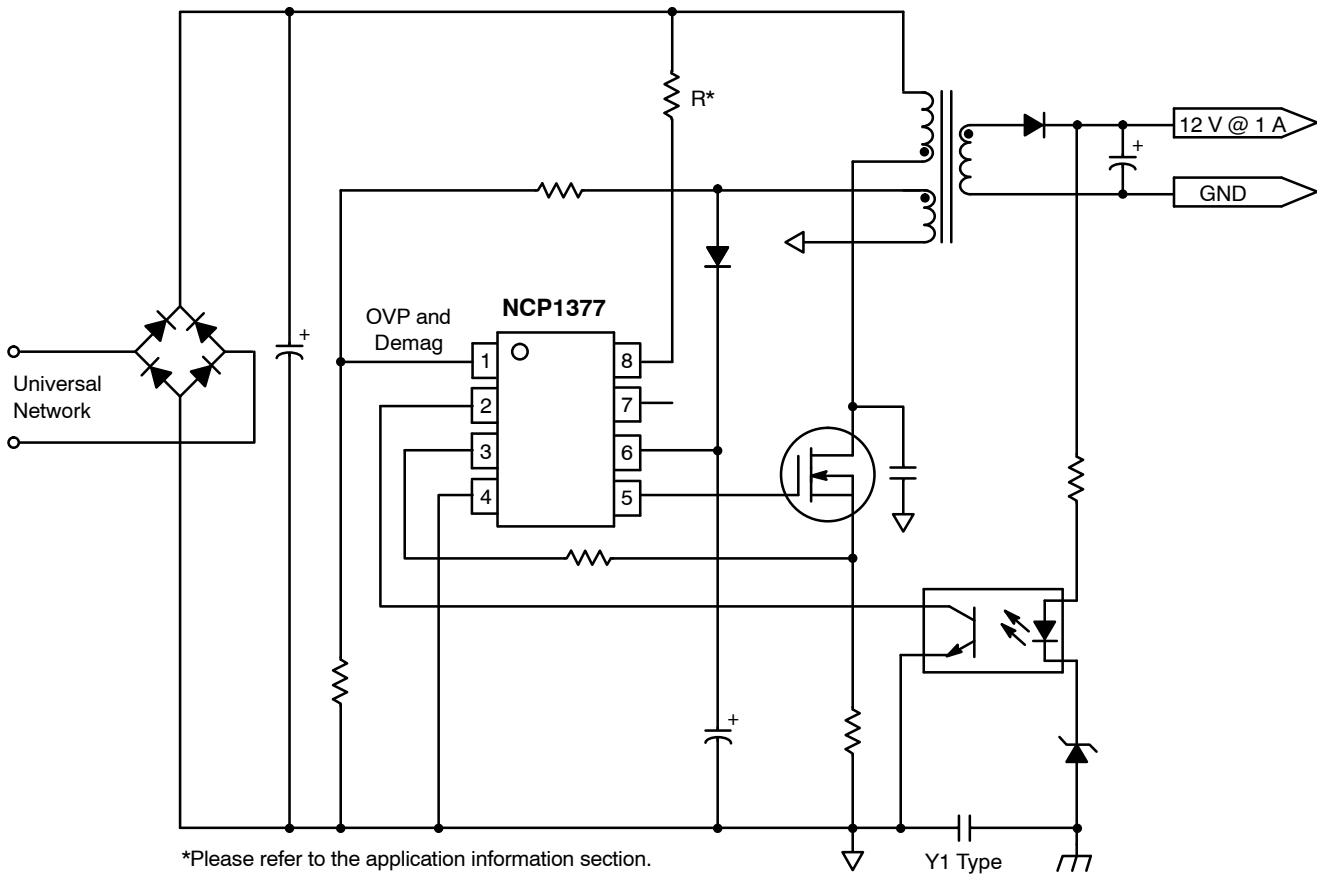 R*
+
12 V @ 1 A
GND
+
NCP1377
OVP and
Demag
Universal
Network
+
1
2
3
4
8
7
6
5
+
*Please refer to the application information section.
Y1 Type